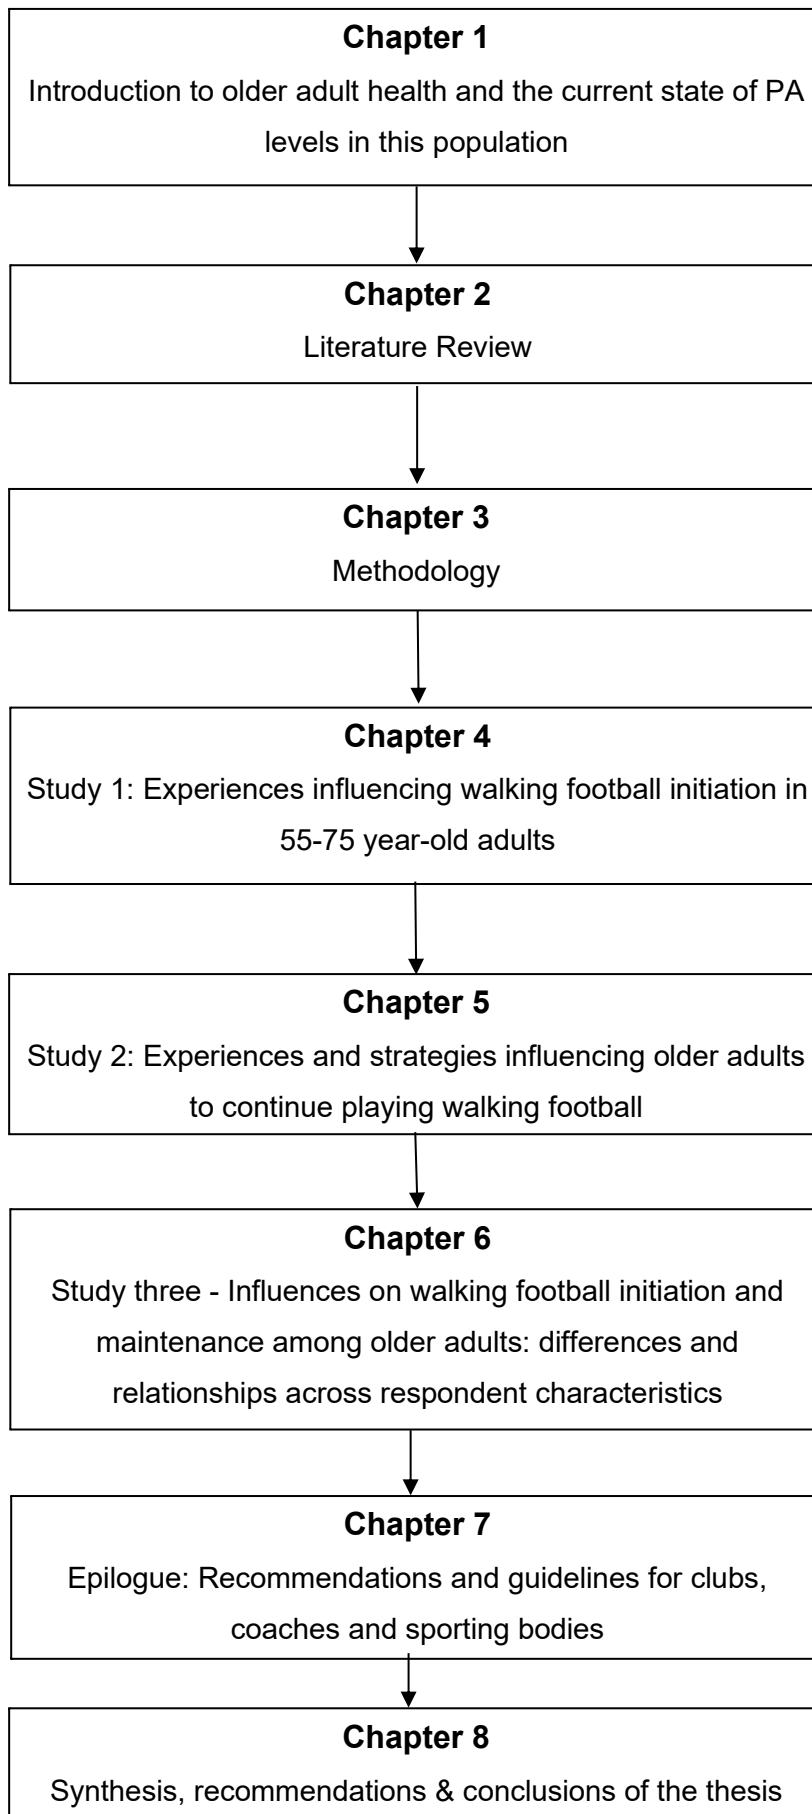 Chapter 1
Introduction to older adult health and the current state of PA
levels in this population
Chapter 2
Literature Review
Chapter 3
Methodology
Chapter 4
Study 1: Experiences influencing walking football initiation in
55-75 year-old adults
Chapter 5
Study 2: Experiences and strategies influencing older adults
to continue playing walking football
Chapter 6
Study three - Influences on walking football initiation and
maintenance among older adults: differences and
relationships across respondent characteristics
Chapter 7
Epilogue: Recommendations and guidelines for clubs,
coaches and sporting bodies
Chapter 8
Synthesis, recommendations & conclusions of the thesis